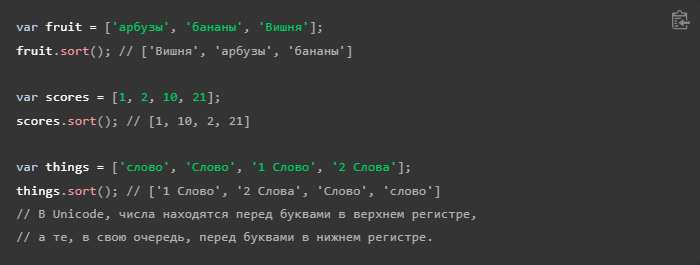 var fruit = ['арбузы', 'бананы', 'Вишня'];
fruit.sort(); // ['Вишня', 'арбузы', 'бананы']
var scores = [1, 2, 10, 21];
scores.sort(); // [1, 10, 2, 21]
var things = ['слово', 'Слово', '1 Слово', '2 Слова'];
things.sort(); // ['1 Слово', '2 Слова', 'Слово', 'слово']
// В Unicode, числа находятся перед буквами в верхнем регистре,
// а те, в свою очередь, перед буквами в нижнем регистре.